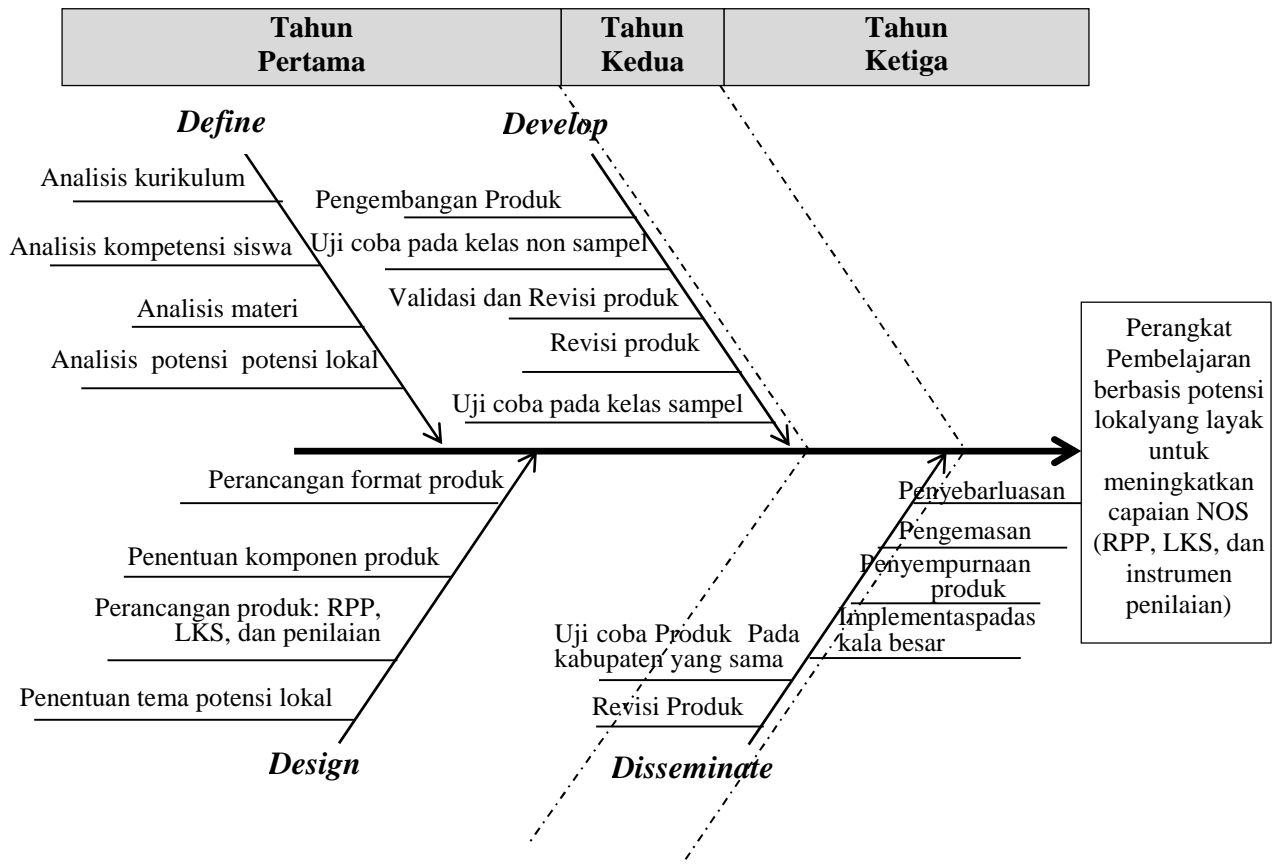 Tahun
Pertama
Tahun
Kedua
Tahun
Ketiga
Define
Develop
Analisis kurikulum
Analisis kompetensi siswa
Analisis materi
Analisis  potensi  potensi lokal
Pengembangan Produk
Uji coba pada kelas non sampel
Validasi dan Revisi produk
Revisi produk
Uji coba pada kelas sampel
Perancangan format produk
Penentuan komponen produk
Perancangan produk: RPP,
LKS, dan penilaian
Penentuan tema potensi lokal
Design
Penyebarluasan
Pengemasan
Penyempurnaan
produk
Implementaspadas
kala besar
Uji coba Produk  Pada
kabupaten yang sama
Revisi Produk
Disseminate
Perangkat
Pembelajaran
berbasis potensi
lokalyang layak
untuk
meningkatkan
capaian NOS
(RPP, LKS, dan
instrumen
penilaian)